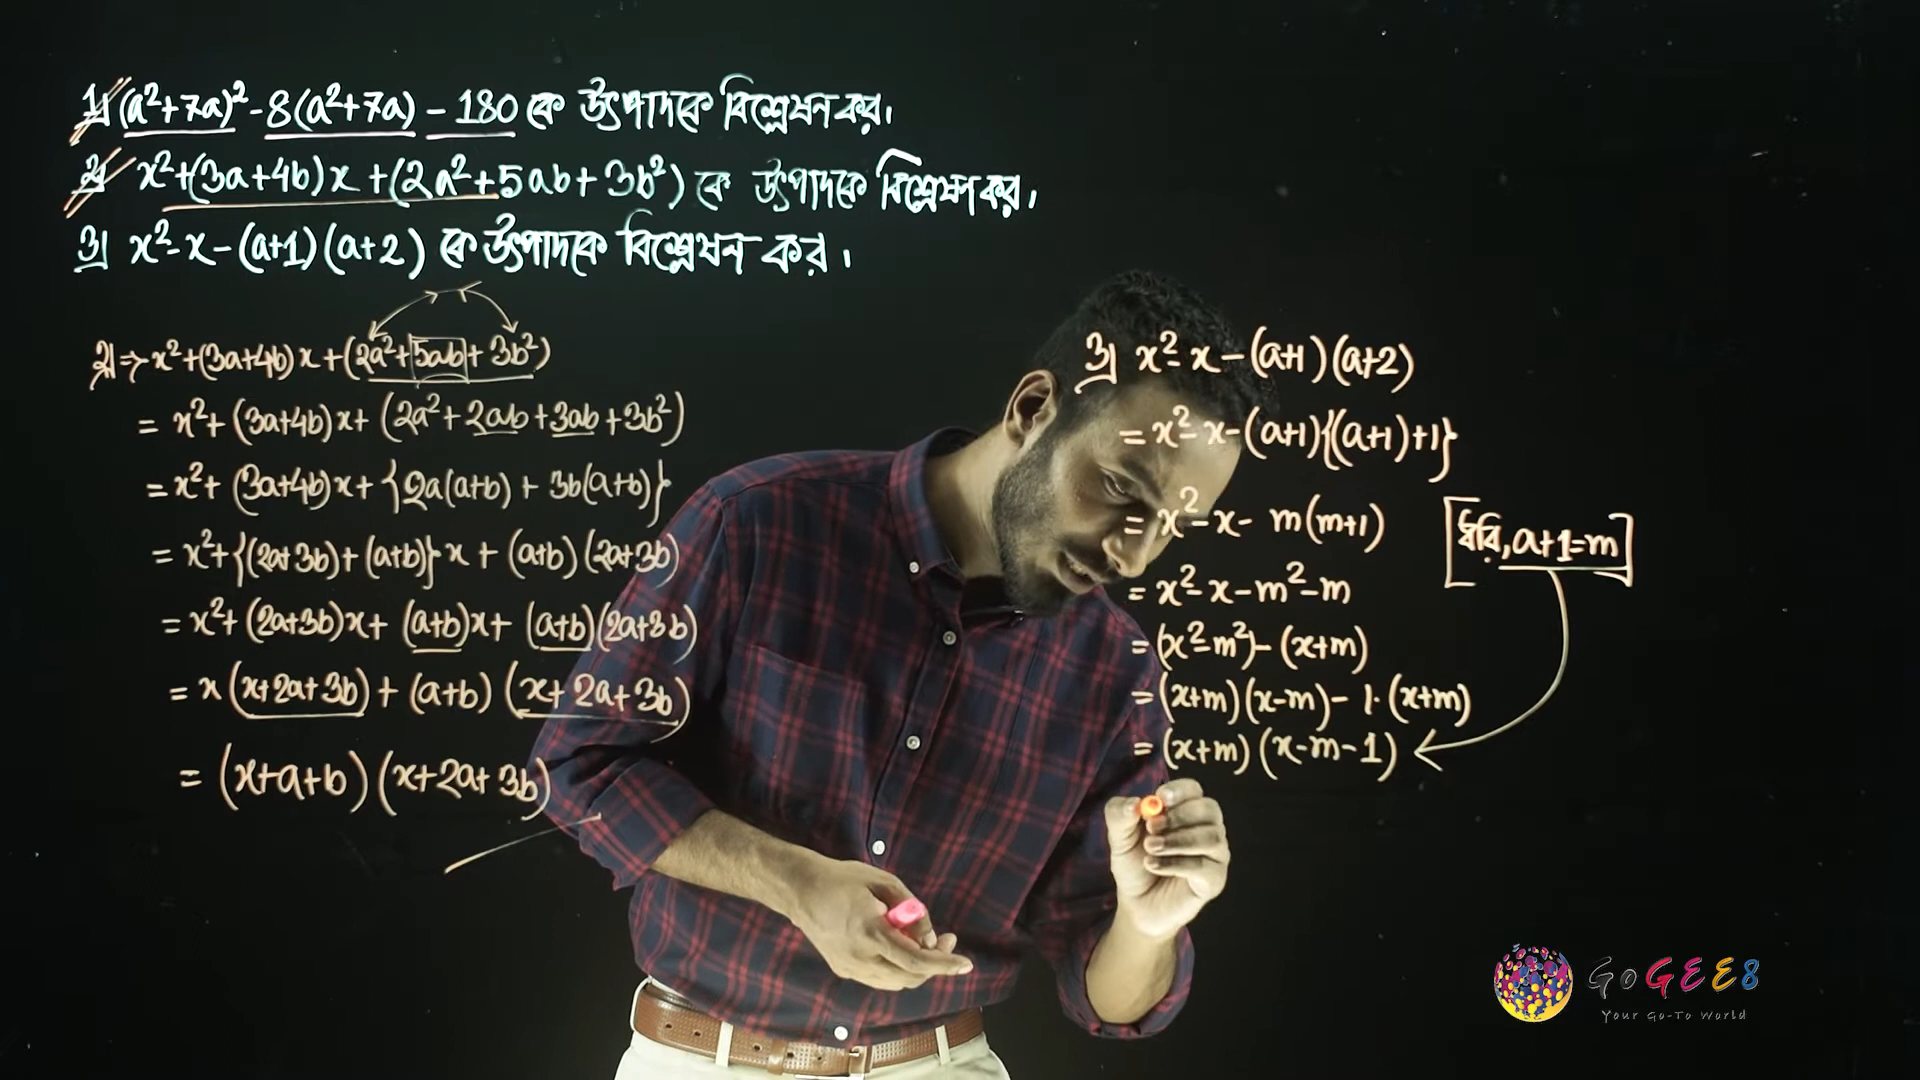 ১। (a²+7a)² - 8(a²+7a) - 180 কে উৎপাদকে বিশ্লেষন কর।
২। x²+(3a+4b)x+(2a²+5ab+3b²) কে উৎপাদকে বিশ্লেষণ কর।
৩। x²-x-(a+1)(a+2) কে উৎপাদকে বিশ্লেষন কর।
২। ⇒ x²+(3a+4b)x+(2a²+5ab+3b²)
= x²+(3a+4b)x+(2a²+2ab+3ab+3b²)
= x²+(3a+4b)x+{2a(a+b)+3b(a+b)}
= x²+{(2a+3b)+(a+b)}x+(a+b)(2a+3b)
= x²+(2a+3b)x+(a+b)x+(a+b)(2a+3b)
= x(x+2a+3b)+(a+b)(x+2a+3b)
= (x+a+b)(x+2a+3b)
৩। x²-x-(a+1)(a+2)
= x²-x-(a+1){(a+1)+1}
= x²-x-m(m+1) [ধরি, a+1=m]
= x²-x-m²-m
= (x²-m²)-(x+m)
= (x+m)(x-m)-1·(x+m)
= (x+m)(x-m-1)
GoGEE8
Your Go-To World